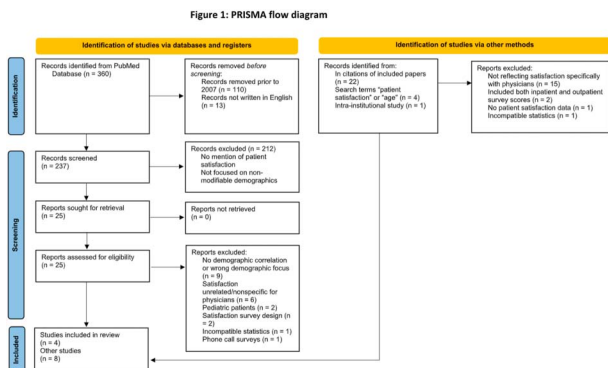 Figure 1: PRISMA flow diagram
Identification of studies via databases and registers
Identification of studies via other methods
Identification
Records identified from PubMed
Database (n = 360)
Records removed before
screening:
Records removed prior to
2007 (n = 110)
Records not written in English
(n = 13)
Records identified from:
In citations of included papers
(n = 22)
Search terms "patient
satisfaction" or "age" (n = 4)
Intra-institutional study (n = 1)
Reports excluded:
Not reflecting satisfaction specifically
with physicians (n = 15)
Included both inpatient and outpatient
survey scores (n = 2)
No patient satisfaction data (n = 1)
Incompatible statistics (n = 1)
Screening
Records screened
(n = 237)
Records excluded (n = 212)
No mention of patient
satisfaction
Not focused on non-
modifiable demographics
Reports sought for retrieval
(n = 25)
Reports not retrieved
(n = 0)
Reports assessed for eligibility
(n = 25)
Reports excluded:
No demographic correlation
or wrong demographic focus
(n = 9)
Satisfaction
unrelated/nonspecific for
physicians (n = 6)
Pediatric patients (n = 2)
Satisfaction survey design (n
= 2)
Incompatible statistics (n = 1)
Phone call surveys (n = 1)
Included
Studies included in review
(n = 4)
Other studies
(n = 8)